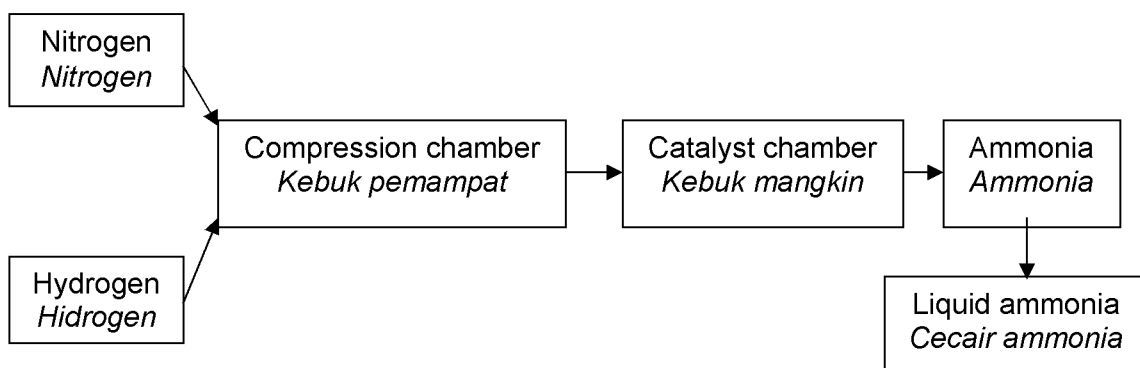 Nitrogen
Nitrogen
Hydrogen
Hidrogen
Compression chamber
Kebuk pemampat
Catalyst chamber
Kebuk mangkin
Ammonia
Ammonia
Liquid ammonia
Cecair ammonia